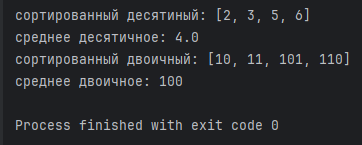 сортированный десятиный: [2, 3, 5, 6]
среднее десятичное: 4.0
сортированный двоичный: [10, 11, 101, 110]
среднее двоичное: 100
Process finished with exit code 0